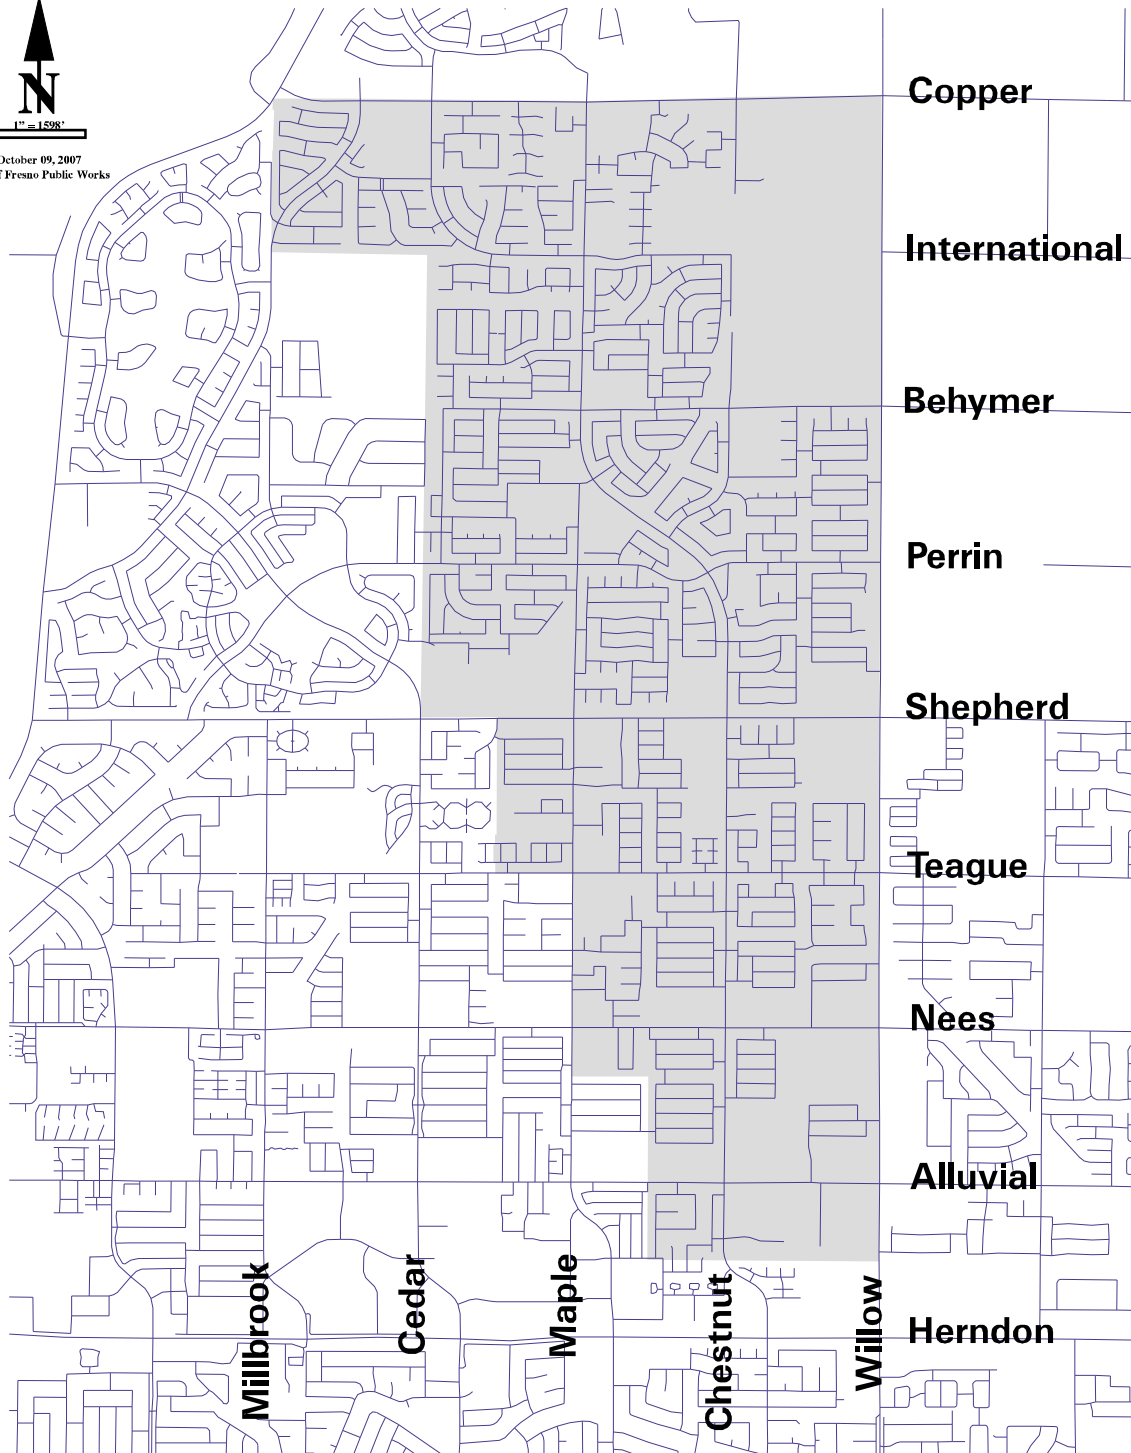 N
1" = 1598'
October 09, 2007
f Fresno Public Works
Copper
International
Behymer
Perrin
Shepherd
Teague
Nees
Alluvial
Herndon
Millbrook
Cedar
Maple
Chestnut
Willow